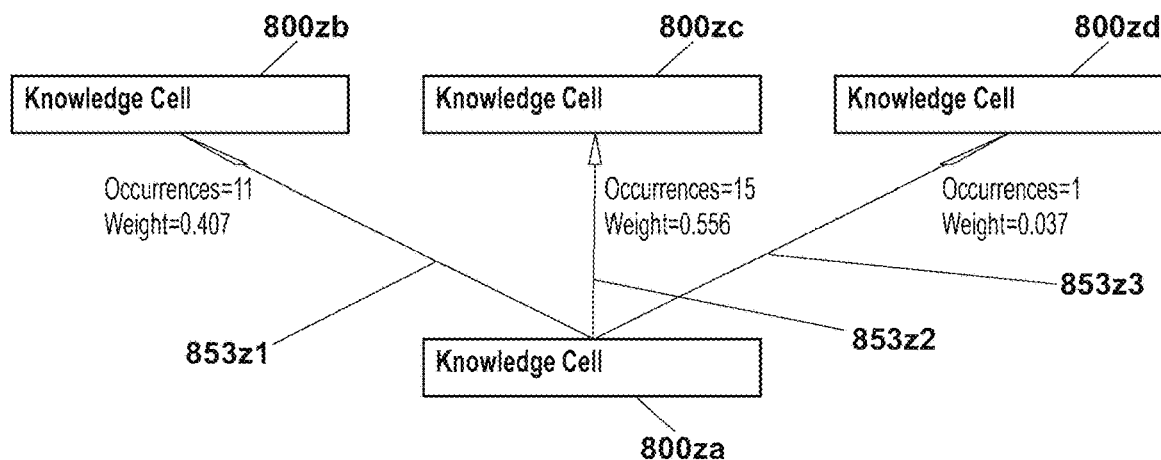 800zb
800zc
800zd
Knowledge Cell
Knowledge Cell
Knowledge Cell
Occurrences=11
Weight=0.407
Occurrences=15
Weight=0.556
Occurrences=1
Weight=0.037
853z3
853z2
853z1
Knowledge Cell
800za